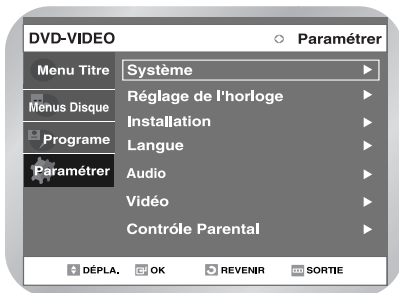 DVD-VIDEO Paramétrer
Menu Titre
Menus Disque
Programe
Paramétrer
Système
Réglage de l'horloge
Installation
Langue
Audio
Vidéo
Contróle Parental
DÉPLA. OK REVENIR SORTIE